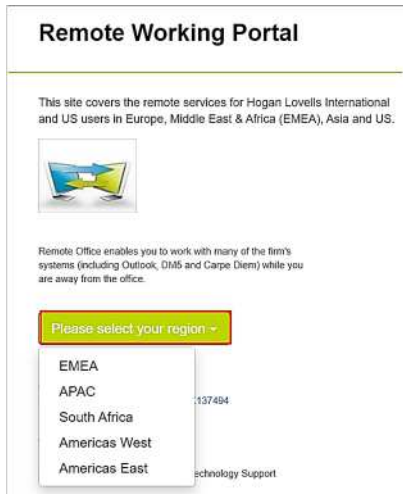 Remote Working Portal
This site covers the remote services for Hogan Lovells International
and US users in Europe, Middle East & Africa (EMEA), Asia and US.
Remote Office enables you to work with many of the firm's
systems (including Outlook, DM5 and Carpe Diem) while you
are away from the office.
Please select your region
EMEA
APAC
137494
South Africa
Americas West
Americas East
echnology Support